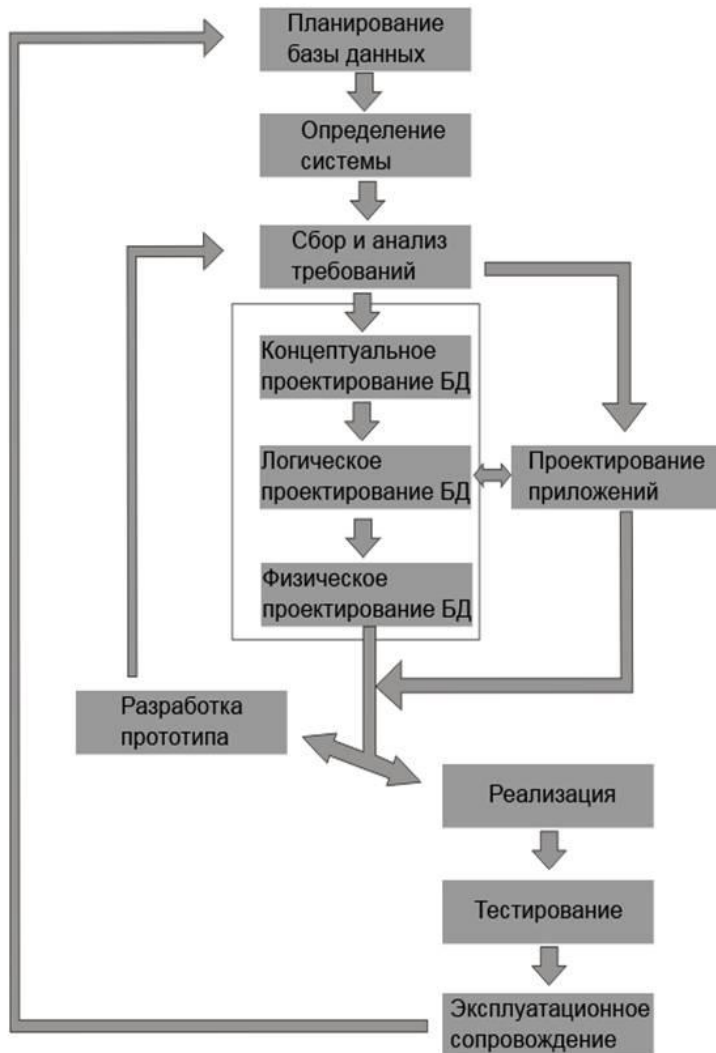 Планирование
базы данных
Определение
системы
Сбор и анализ
требований
Концептуальное
проектирование БД
Логическое
проектирование БД
Проектирование
приложений
Физическое
проектирование БД
Разработка
прототипа
Реализация
Тестирование
Эксплуатационное
сопровождение